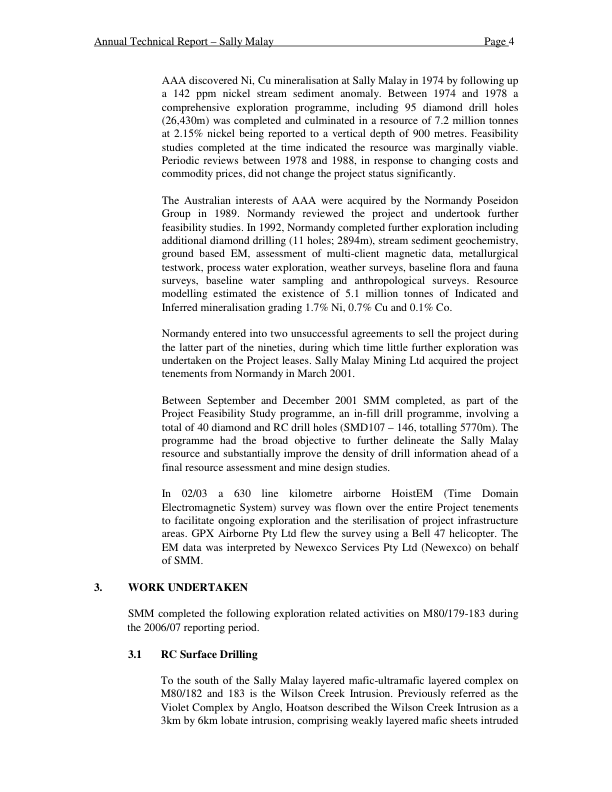 Annual Technical Report – Sally Malay Page 4
AAA discovered Ni, Cu mineralisation at Sally Malay in 1974 by following up
a 142 ppm nickel stream sediment anomaly. Between 1974 and 1978 a
comprehensive exploration programme, including 95 diamond drill holes
(26,430m) was completed and culminated in a resource of 7.2 million tonnes
at 2.15% nickel being reported to a vertical depth of 900 metres. Feasibility
studies completed at the time indicated the resource was marginally viable.
Periodic reviews between 1978 and 1988, in response to changing costs and
commodity prices, did not change the project status significantly.
The Australian interests of AAA were acquired by the Normandy Poseidon
Group in 1989. Normandy reviewed the project and undertook further
feasibility studies. In 1992, Normandy completed further exploration including
additional diamond drilling (11 holes; 2894m), stream sediment geochemistry,
ground based EM, assessment of multi-client magnetic data, metallurgical
testwork, process water exploration, weather surveys, baseline flora and fauna
surveys, baseline water sampling and anthropological surveys. Resource
modelling estimated the existence of 5.1 million tonnes of Indicated and
Inferred mineralisation grading 1.7% Ni, 0.7% Cu and 0.1% Co.
Normandy entered into two unsuccessful agreements to sell the project during
the latter part of the nineties, during which time little further exploration was
undertaken on the Project leases. Sally Malay Mining Ltd acquired the project
tenements from Normandy in March 2001.
Between September and December 2001 SMM completed, as part of the
Project Feasibility Study programme, an in-fill drill programme, involving a
total of 40 diamond and RC drill holes (SMD107 – 146, totalling 5770m). The
programme had the broad objective to further delineate the Sally Malay
resource and substantially improve the density of drill information ahead of a
final resource assessment and mine design studies.
In 02/03 a 630 line kilometre airborne HoistEM (Time Domain
Electromagnetic System) survey was flown over the entire Project tenements
to facilitate ongoing exploration and the sterilisation of project infrastructure
areas. GPX Airborne Pty Ltd flew the survey using a Bell 47 helicopter. The
EM data was interpreted by Newexco Services Pty Ltd (Newexco) on behalf
of SMM.
3. WORK UNDERTAKEN
SMM completed the following exploration related activities on M80/179-183 during
the 2006/07 reporting period.
3.1 RC Surface Drilling
To the south of the Sally Malay layered mafic-ultramafic layered complex on
M80/182 and 183 is the Wilson Creek Intrusion. Previously referred as the
Violet Complex by Anglo, Hoatson described the Wilson Creek Intrusion as a
3km by 6km lobate intrusion, comprising weakly layered mafic sheets intruded